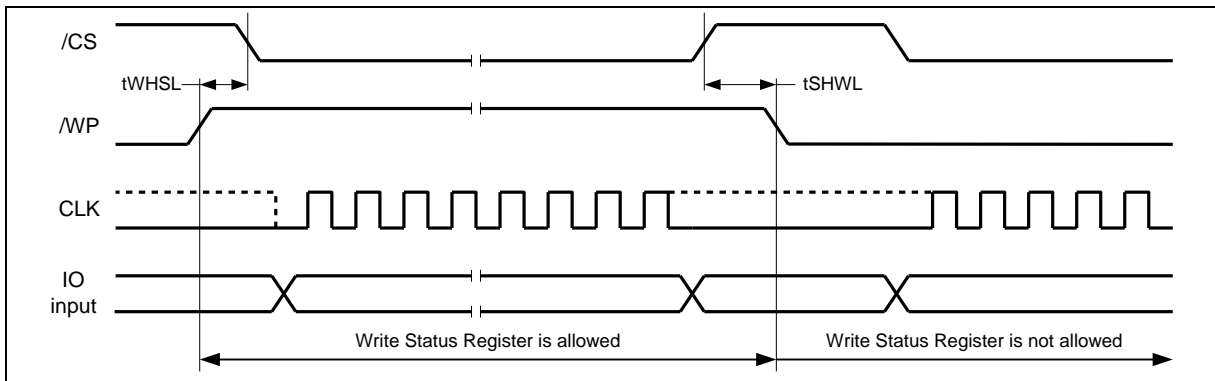 /CS
tWHSL
tSHWL
/WP
CLK
IO
input
Write Status Register is allowed
Write Status Register is not allowed